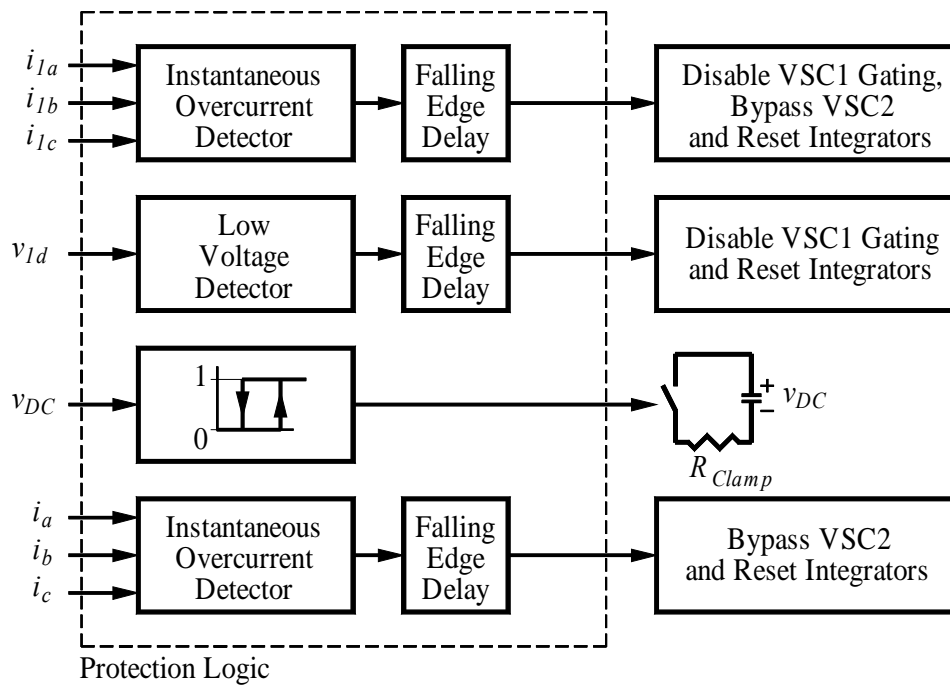 i1a
i1b
i1c
Instantaneous
Overcurrent
Detector
Falling
Edge
Delay
Disable VSC1 Gating,
Bypass VSC2
and Reset Integrators
v1d
Low
Voltage
Detector
Falling
Edge
Delay
Disable VSC1 Gating
and Reset Integrators
vDC
1
0
+
−
vDC
RClamp
ia
ib
ic
Instantaneous
Overcurrent
Detector
Falling
Edge
Delay
Bypass VSC2
and Reset Integrators
Protection Logic